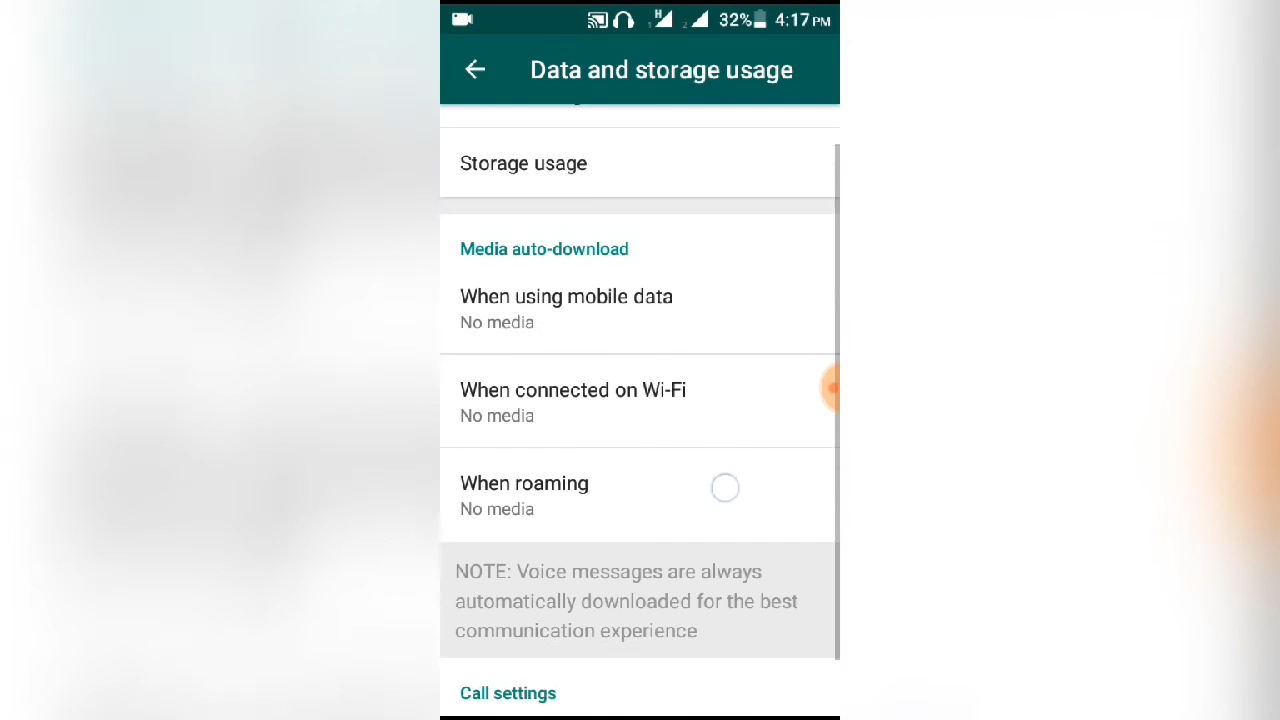 H 1 2 32% 4:17 PM
Data and storage usage
Storage usage
Media auto-download
When using mobile data
No media
When connected on Wi-Fi
No media
When roaming
No media
NOTE: Voice messages are always
automatically downloaded for the best
communication experience
Call settings